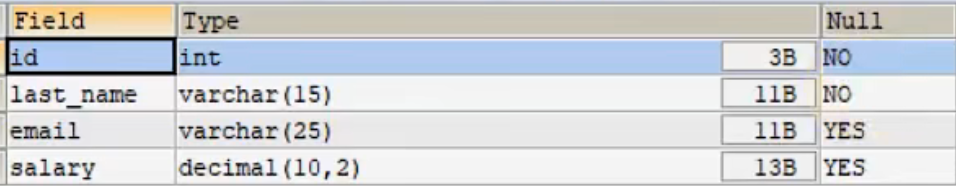 Field Type Null
id int 3B NO
last_name varchar(15) 11B NO
email varchar(25) 11B YES
salary decimal(10,2) 13B YES